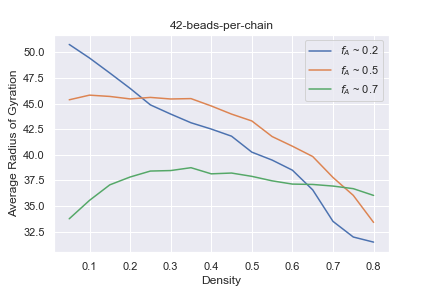 42-beads-per-chain
f_A ~ 0.2
f_A ~ 0.5
f_A ~ 0.7
Average Radius of Gyration
50.0
47.5
45.0
42.5
40.0
37.5
35.0
32.5
0.1 0.2 0.3 0.4 0.5 0.6 0.7 0.8
Density